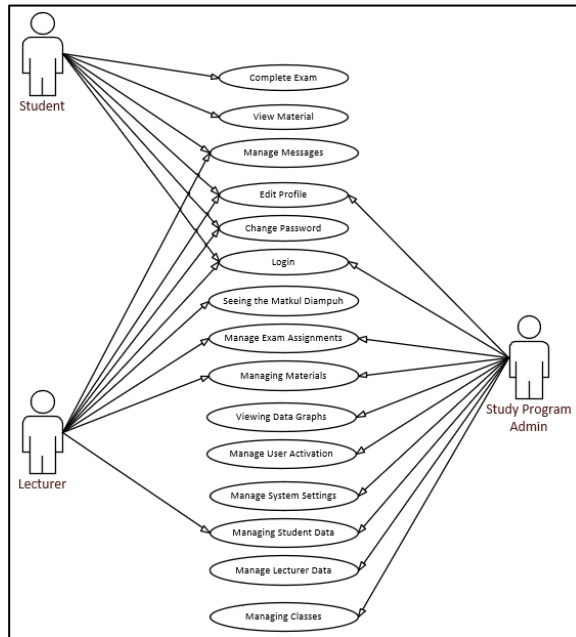 Student
Complete Exam
View Material
Manage Messages
Edit Profile
Change Password
Login
Seeing the Matkul Diampuh
Manage Exam Assignments
Managing Materials
Viewing Data Graphs
Manage User Activation
Manage System Settings
Managing Student Data
Manage Lecturer Data
Managing Classes
Lecturer
Study Program
Admin